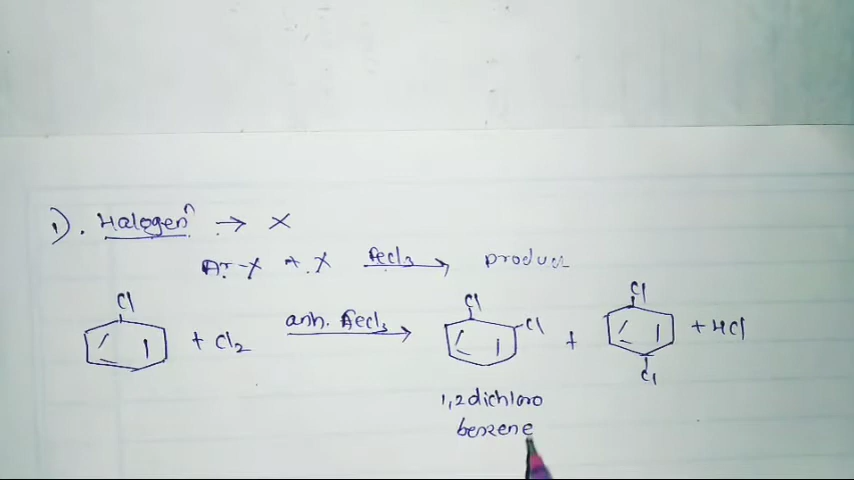 1). Halogenⁿ → X
Ar-X + X FeCl3 → product
Cl
+ Cl2 anh. FeCl3 →
Cl
Cl
+
Cl
Cl
+ HCl
1,2 dichloro
benzene